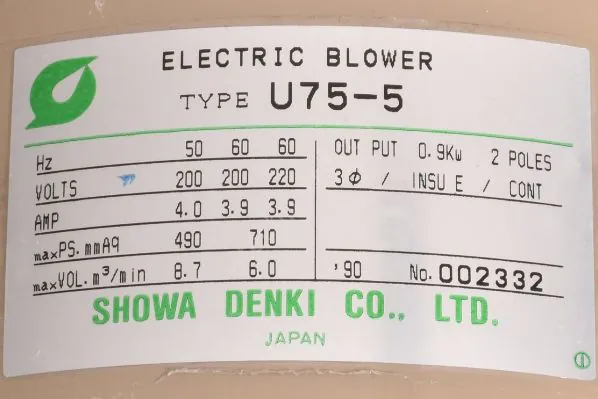 ELECTRIC BLOWER
TYPE U75-5
Hz 50 60 60
VOLTS 200 200 220
AMP 4.0 3.9 3.9
maxPS. mmAq 490 710
maxVOL. m³/min 8.7 6.0
OUT PUT 0.9Kw 2 POLES
3Φ / INSU E / CONT
'90 No. 002332
SHOWA DENKI CO., LTD.
JAPAN